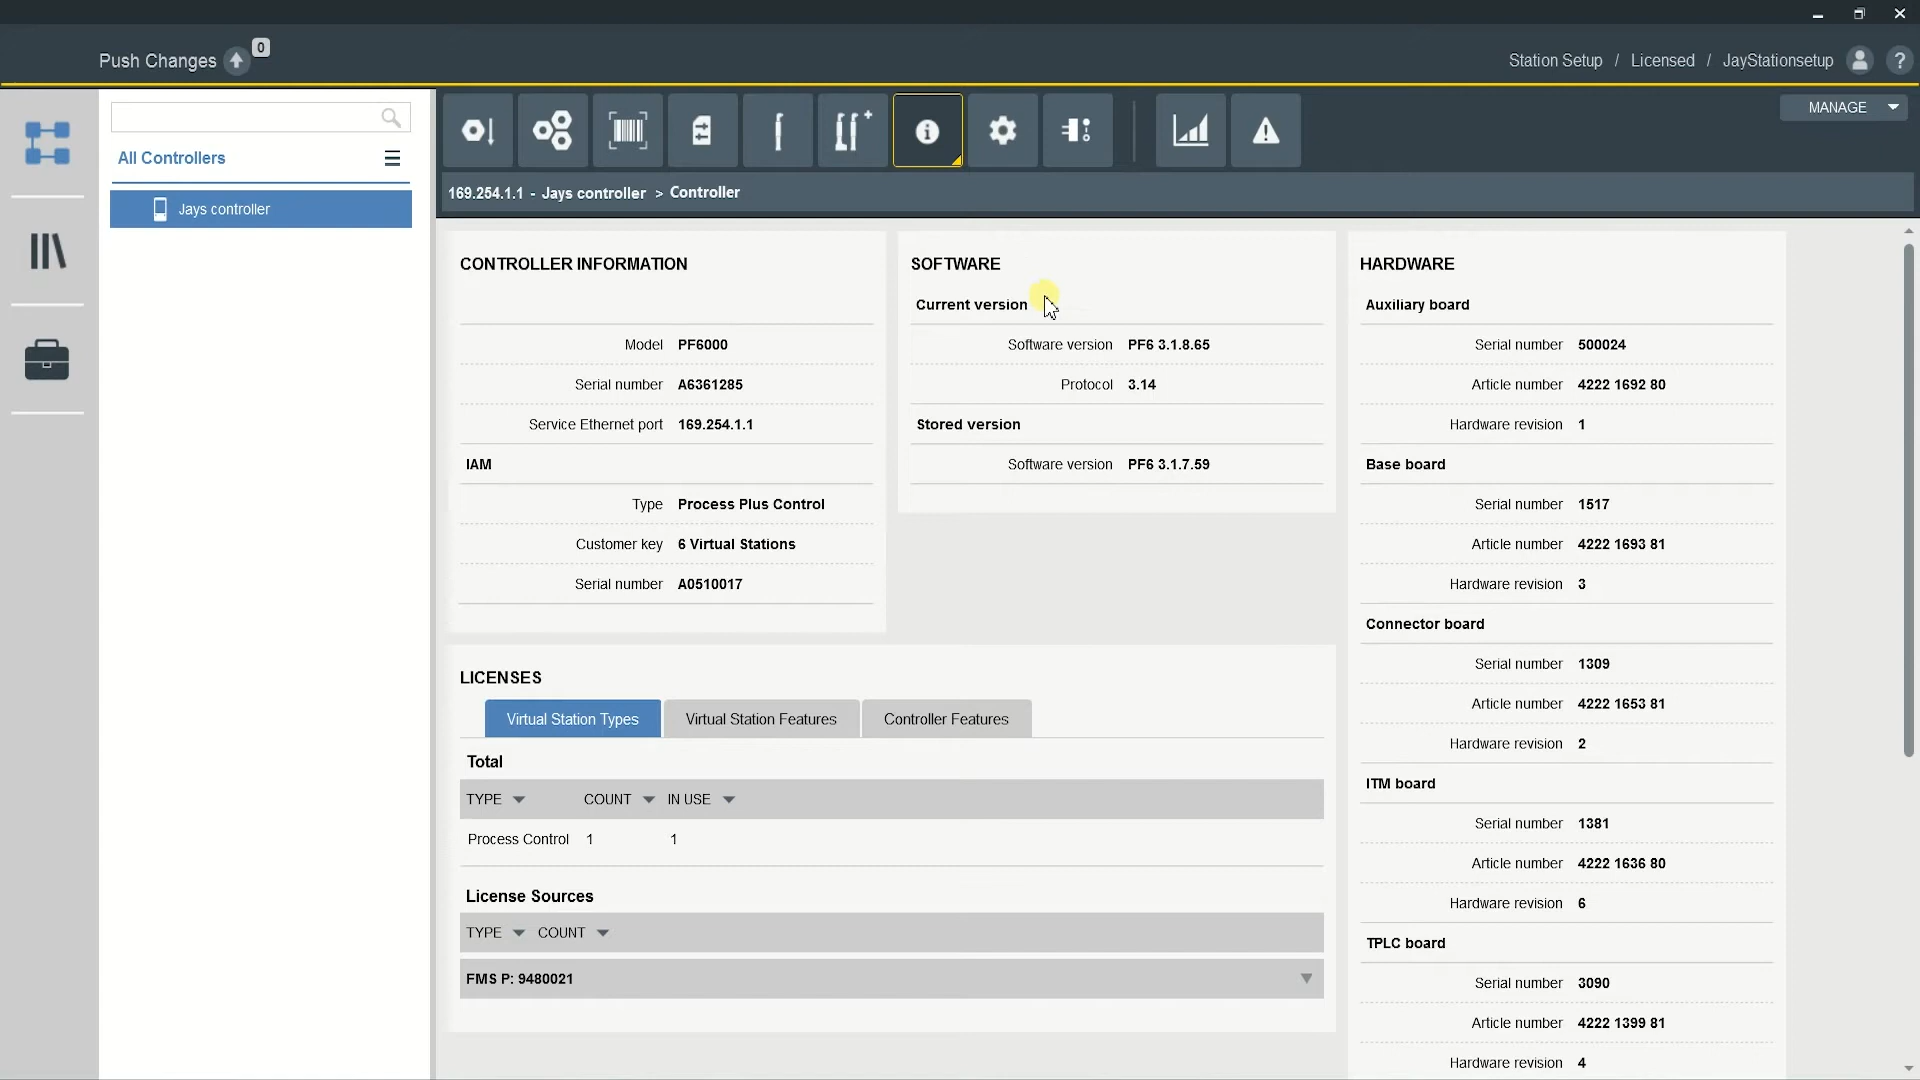 Push Changes
0
Station Setup / Licensed / JayStationsetup
?
MANAGE
All Controllers
Jays controller
169.254.1.1 - Jays controller > Controller
CONTROLLER INFORMATION
Model PF6000
Serial number A6361285
Service Ethernet port 169.254.1.1
IAM
Type Process Plus Control
Customer key 6 Virtual Stations
Serial number A0510017
SOFTWARE
Current version
Software version PF6 3.1.8.65
Protocol 3.14
Stored version
Software version PF6 3.1.7.59
LICENSES
Virtual Station Types
Virtual Station Features
Controller Features
Total
TYPE COUNT IN USE
Process Control 1 1
License Sources
TYPE COUNT
FMS P: 9480021
HARDWARE
Auxiliary board
Serial number 500024
Article number 4222 1692 80
Hardware revision 1
Base board
Serial number 1517
Article number 4222 1693 81
Hardware revision 3
Connector board
Serial number 1309
Article number 4222 1653 81
Hardware revision 2
ITM board
Serial number 1381
Article number 4222 1636 80
Hardware revision 6
TPLC board
Serial number 3090
Article number 4222 1399 81
Hardware revision 4